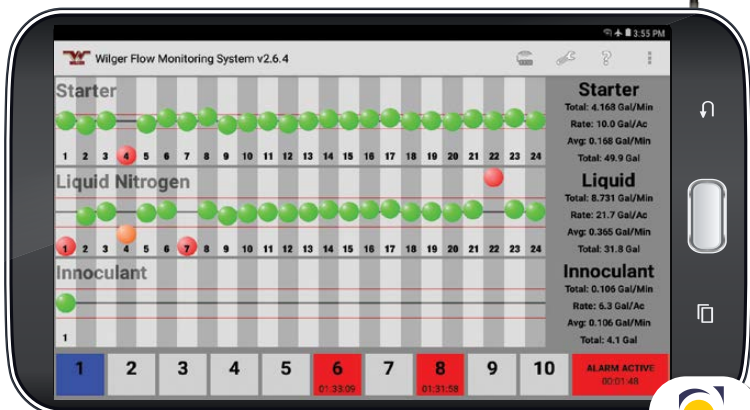 3:55 PM
WILGER Wilger Flow Monitoring System v2.6.4
Starter
1 2 3 4 5 6 7 8 9 10 11 12 13 14 15 16 17 18 19 20 21 22 23 24
Starter
Total: 4.168 Gal/Min
Rate: 10.0 Gal/Ac
Avg: 0.168 Gal/Min
Total: 49.9 Gal
Liquid Nitrogen
1 2 3 4 5 6 7 8 9 10 11 12 13 14 15 16 17 18 19 20 21 22 23 24
Liquid
Total: 8.731 Gal/Min
Rate: 21.7 Gal/Ac
Avg: 0.365 Gal/Min
Total: 31.8 Gal
Innoculant
1
Innoculant
Total: 0.106 Gal/Min
Rate: 6.3 Gal/Ac
Avg: 0.106 Gal/Min
Total: 4.1 Gal
1 2 3 4 5 6 7 8 9 10 ALARM ACTIVE
01:33:09 01:31:58 00:01:48